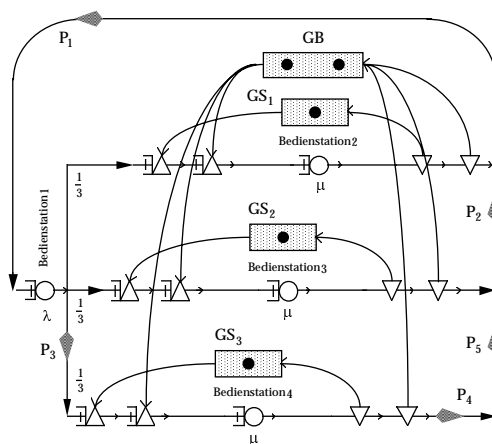 P1
GB
GS1
Bedienstation2
μ
1/3
P2
Bedienstation1
GS2
Bedienstation3
λ
μ
1/3
P3
P5
GS3
Bedienstation4
1/3
P4
μ